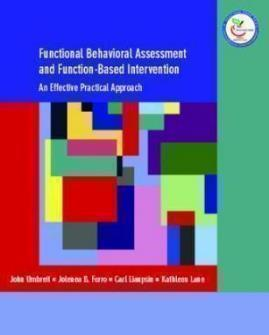 Functional Behavioral Assessment
and Function-Based Intervention
An Effective Practical Approach
John Umbreit • Jolenea B. Ferro • Carl Liaupsin • Kathleen Lane